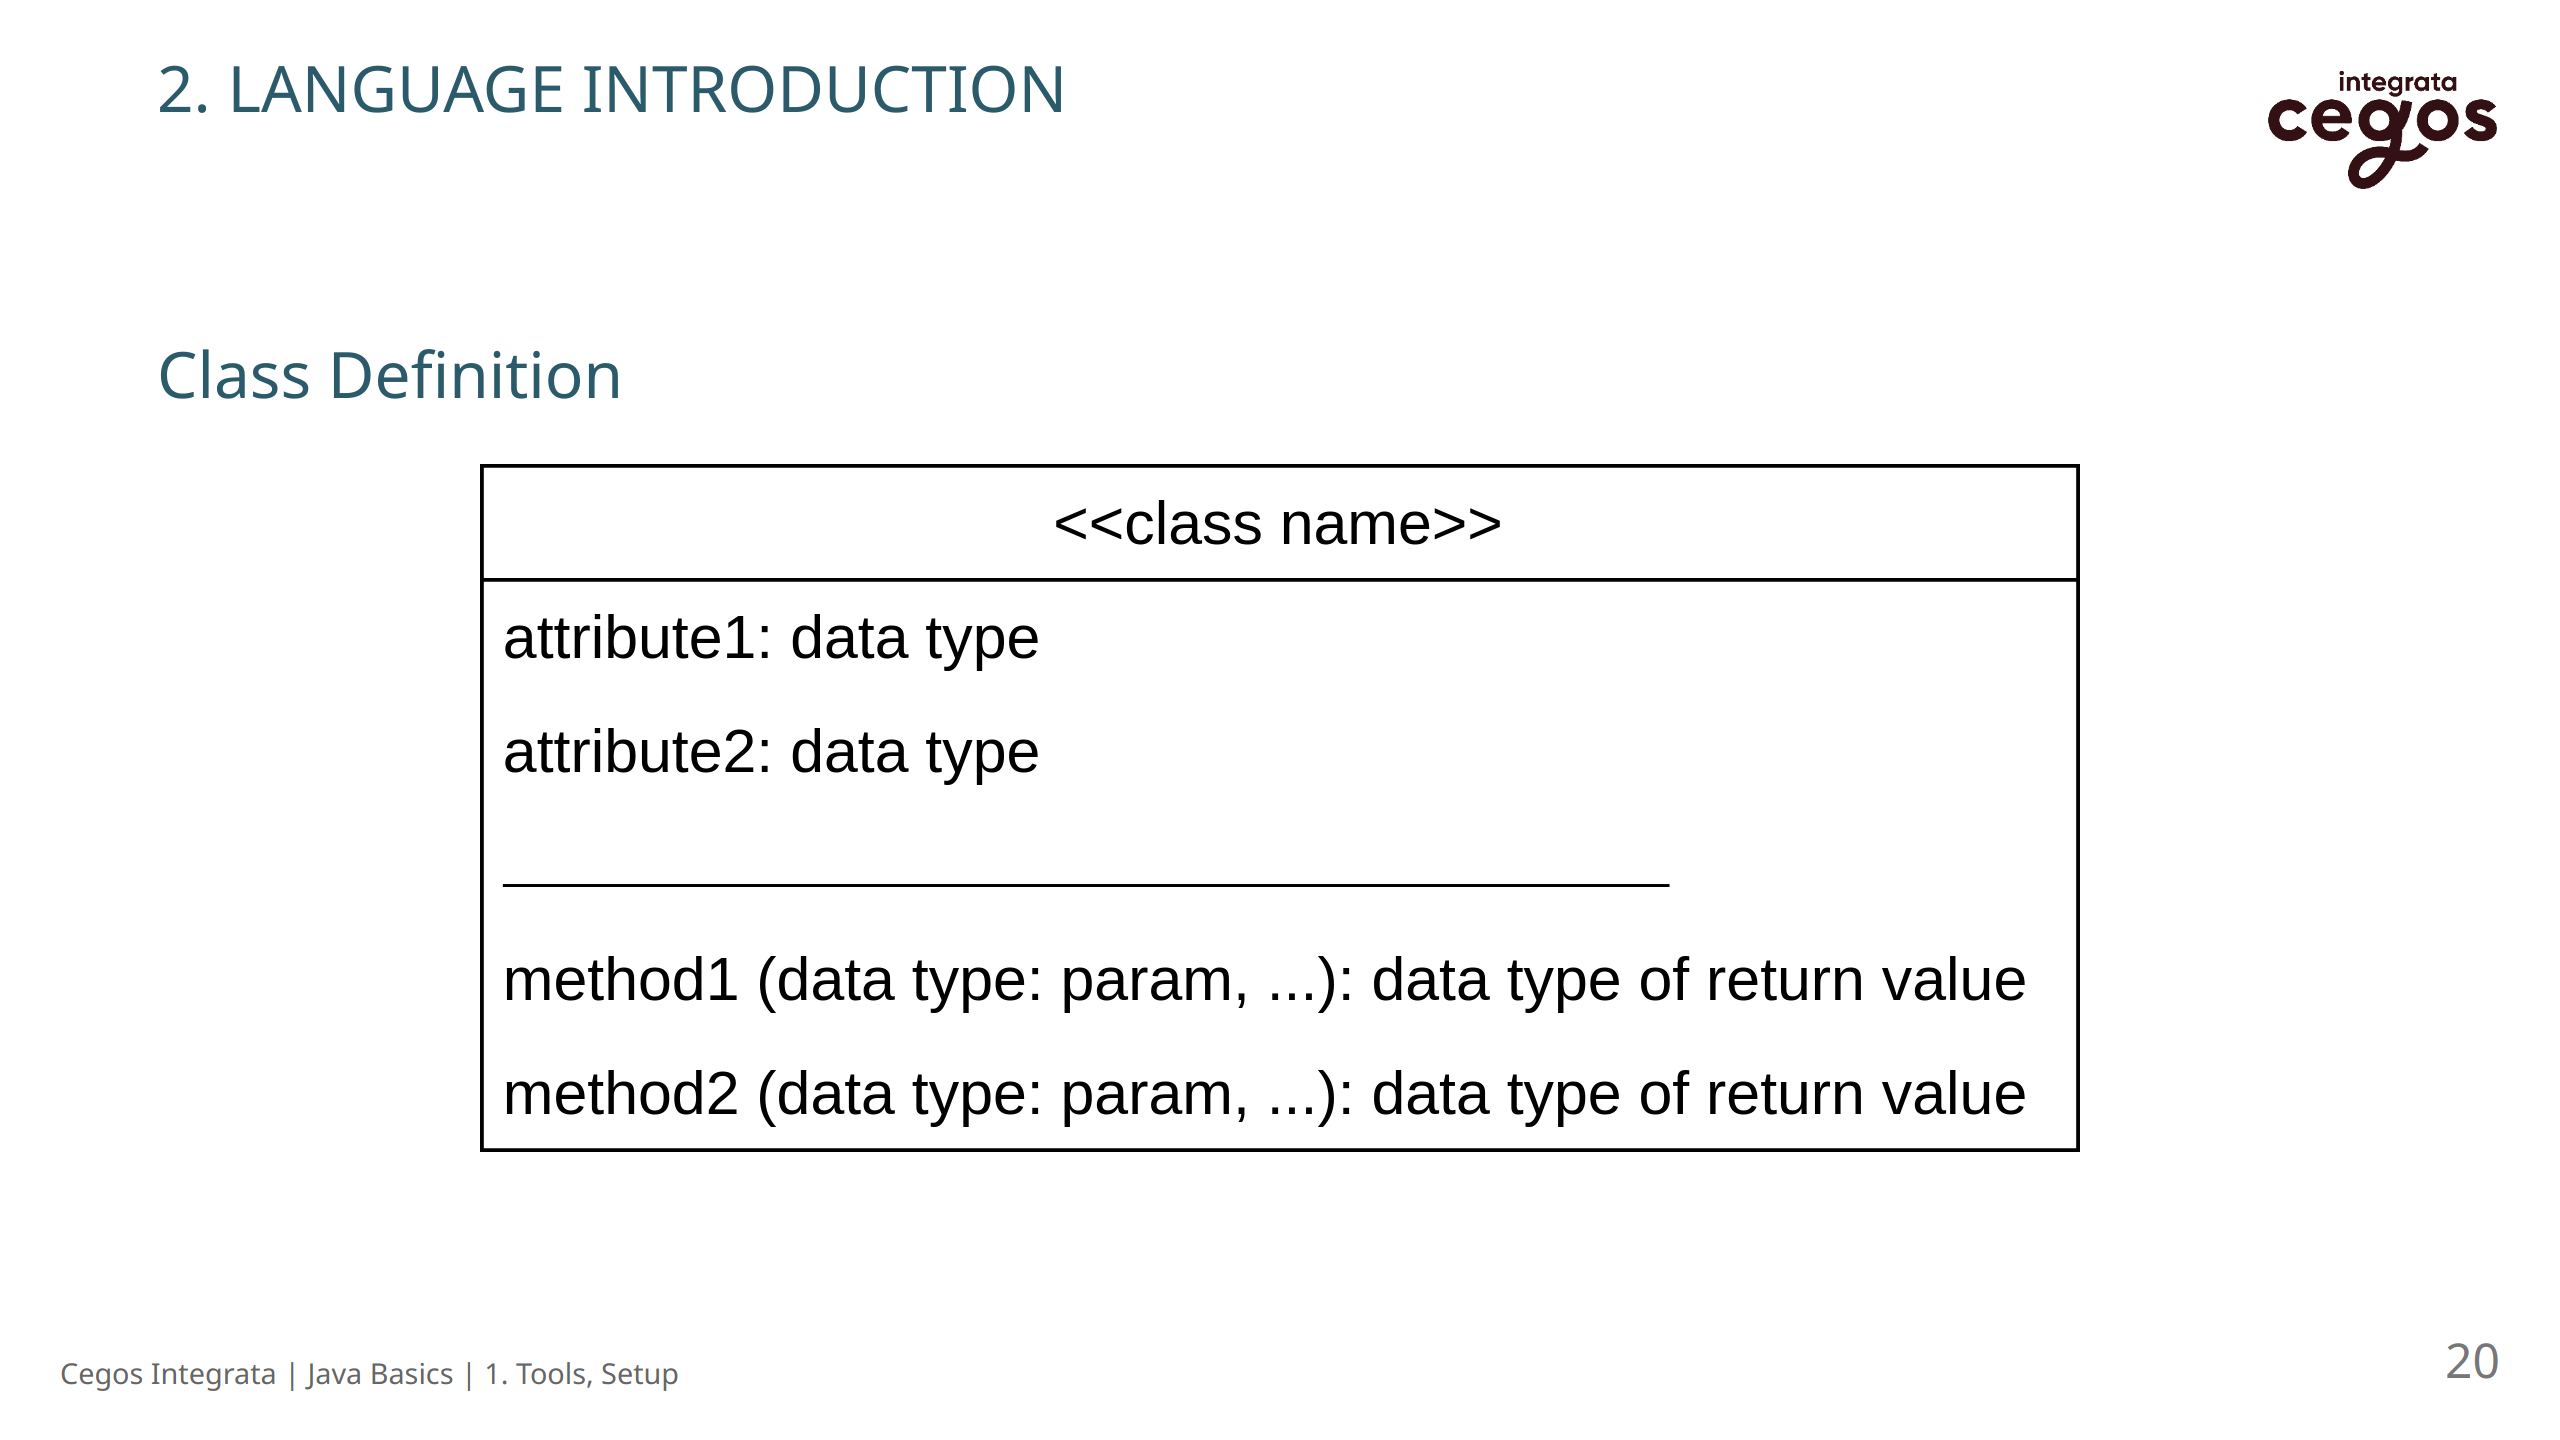 2. LANGUAGE INTRODUCTION
integrata
cegos
Class Definition
<<class name>>
attribute1: data type
attribute2: data type
method1 (data type: param, ...): data type of return value
method2 (data type: param, ...): data type of return value
Cegos Integrata | Java Basics | 1. Tools, Setup
20